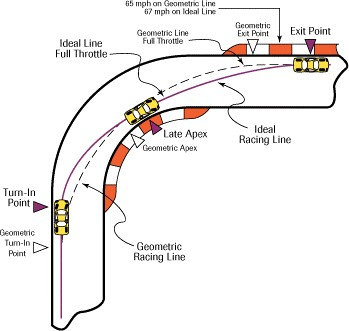 65 mph on Geometric Line
67 mph on Ideal Line
Geometric
Exit Point
Exit Point
Geometric Line
Full Throttle
Ideal Line
Full Throttle
Late Apex
Geometric Apex
Ideal
Racing Line
Turn-In
Point
Geometric
Turn-In
Point
Geometric
Racing Line